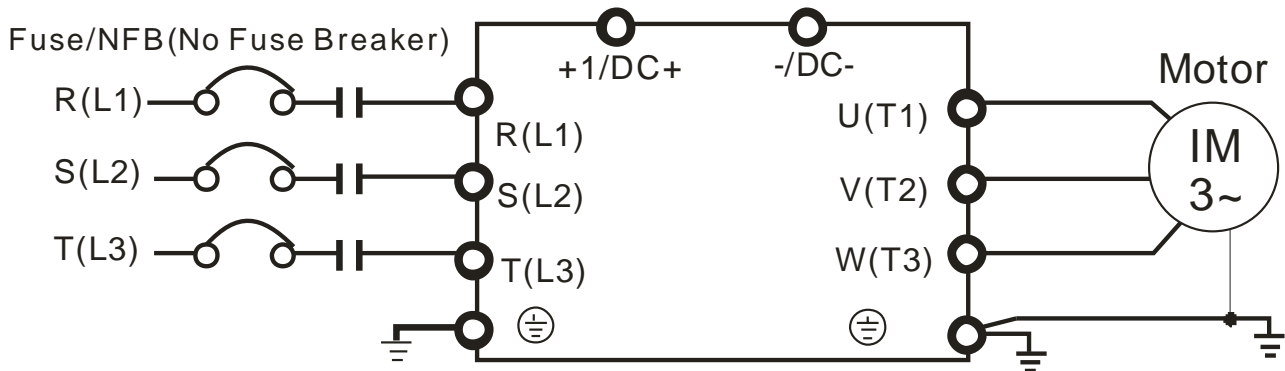 Fuse/NFB(No Fuse Breaker)
+1/DC+
-/DC-
Motor
R(L1)
R(L1)
U(T1)
IM
3~
S(L2)
S(L2)
V(T2)
T(L3)
T(L3)
W(T3)